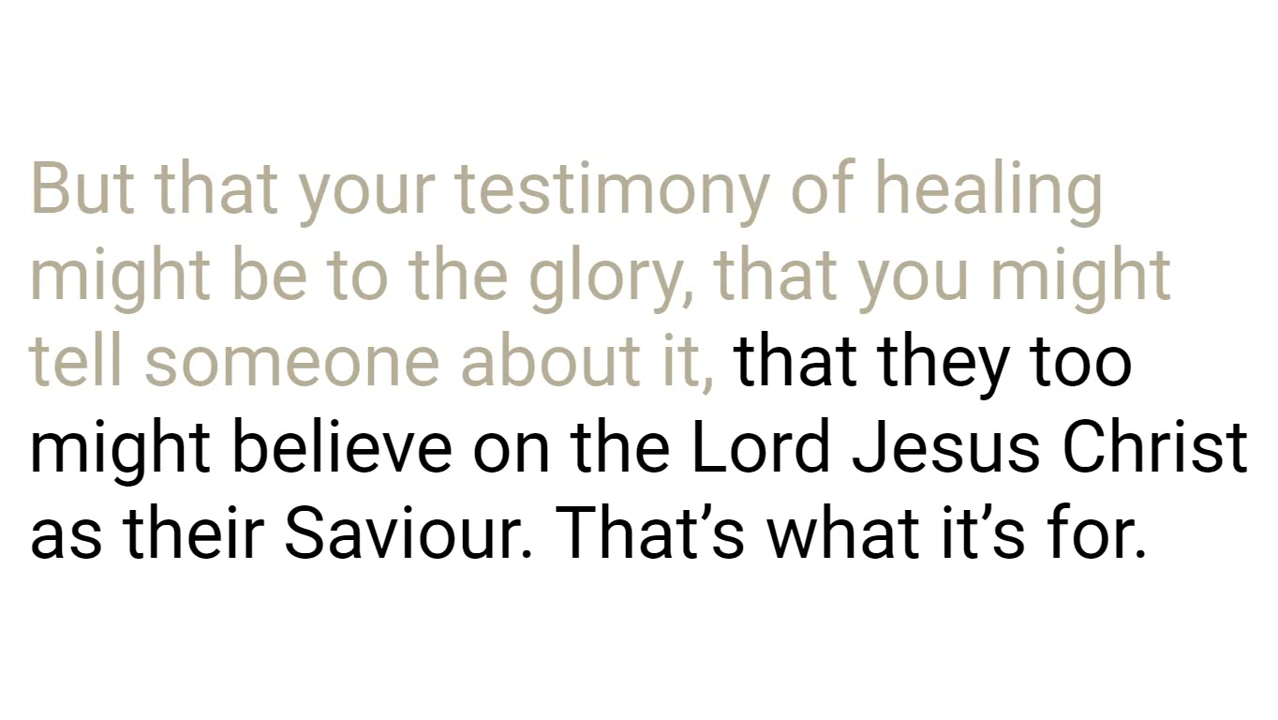 But that your testimony of healing
might be to the glory, that you might
tell someone about it, that they too
might believe on the Lord Jesus Christ
as their Saviour. That’s what it’s for.